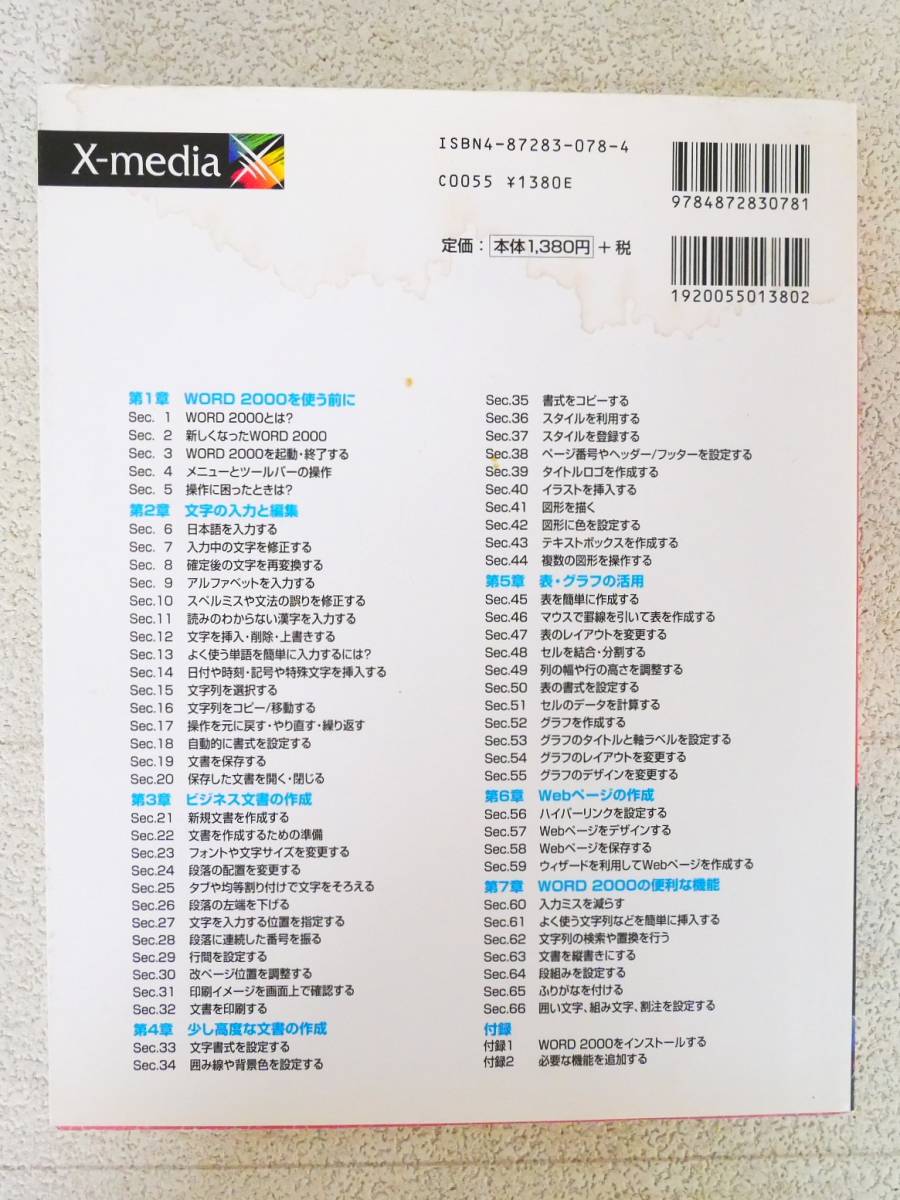 X-media
ISBN4-87283-078-4
C0055 ¥1380E
定価：本体1,380円＋税
9784872830781
1920055013802
第1章 WORD 2000を使う前に
Sec. 1 WORD 2000とは?
Sec. 2 新しくなったWORD 2000
Sec. 3 WORD 2000を起動・終了する
Sec. 4 メニューとツールバーの操作
Sec. 5 操作に困ったときは?
第2章 文字の入力と編集
Sec. 6 日本語を入力する
Sec. 7 入力中の文字を修正する
Sec. 8 確定後の文字を再変換する
Sec. 9 アルファベットを入力する
Sec.10 スペルミスや文法の誤りを修正する
Sec.11 読みのわからない漢字を入力する
Sec.12 文字を挿入・削除・上書きする
Sec.13 よく使う単語を簡単に入力するには?
Sec.14 日付や時刻・記号や特殊文字を挿入する
Sec.15 文字列を選択する
Sec.16 文字列をコピー/移動する
Sec.17 操作を元に戻す・やり直す・繰り返す
Sec.18 自動的に書式を設定する
Sec.19 文書を保存する
Sec.20 保存した文書を開く・閉じる
第3章 ビジネス文書の作成
Sec.21 新規文書を作成する
Sec.22 文書を作成するための準備
Sec.23 フォントや文字サイズを変更する
Sec.24 段落の配置を変更する
Sec.25 タブや均等割り付けで文字をそろえる
Sec.26 段落の左端を下げる
Sec.27 文字を入力する位置を指定する
Sec.28 段落に連続した番号を振る
Sec.29 行間を設定する
Sec.30 改ページ位置を調整する
Sec.31 印刷イメージを画面上で確認する
Sec.32 文書を印刷する
第4章 少し高度な文書の作成
Sec.33 文字書式を設定する
Sec.34 囲み線や背景色を設定する
Sec.35 書式をコピーする
Sec.36 スタイルを利用する
Sec.37 スタイルを登録する
Sec.38 ページ番号やヘッダー/フッターを設定する
Sec.39 タイトルロゴを作成する
Sec.40 イラストを挿入する
Sec.41 図形を描く
Sec.42 図形に色を設定する
Sec.43 テキストボックスを作成する
Sec.44 複数の図形を操作する
第5章 表・グラフの活用
Sec.45 表を簡単に作成する
Sec.46 マウスで罫線を引いて表を作成する
Sec.47 表のレイアウトを変更する
Sec.48 セルを結合・分割する
Sec.49 列の幅や行の高さを調整する
Sec.50 表の書式を設定する
Sec.51 セルのデータを計算する
Sec.52 グラフを作成する
Sec.53 グラフのタイトルと軸ラベルを設定する
Sec.54 グラフのレイアウトを変更する
Sec.55 グラフのデザインを変更する
第6章 Webページの作成
Sec.56 ハイパーリンクを設定する
Sec.57 Webページをデザインする
Sec.58 Webページを保存する
Sec.59 ウィザードを利用してWebページを作成する
第7章 WORD 2000の便利な機能
Sec.60 入力ミスを減らす
Sec.61 よく使う文字列などを簡単に挿入する
Sec.62 文字列の検索や置換を行う
Sec.63 文書を縦書きにする
Sec.64 段組みを設定する
Sec.65 ふりがなを付ける
Sec.66 囲い文字、組み文字、割注を設定する
付録
付録1 WORD 2000をインストールする
付録2 必要な機能を追加する